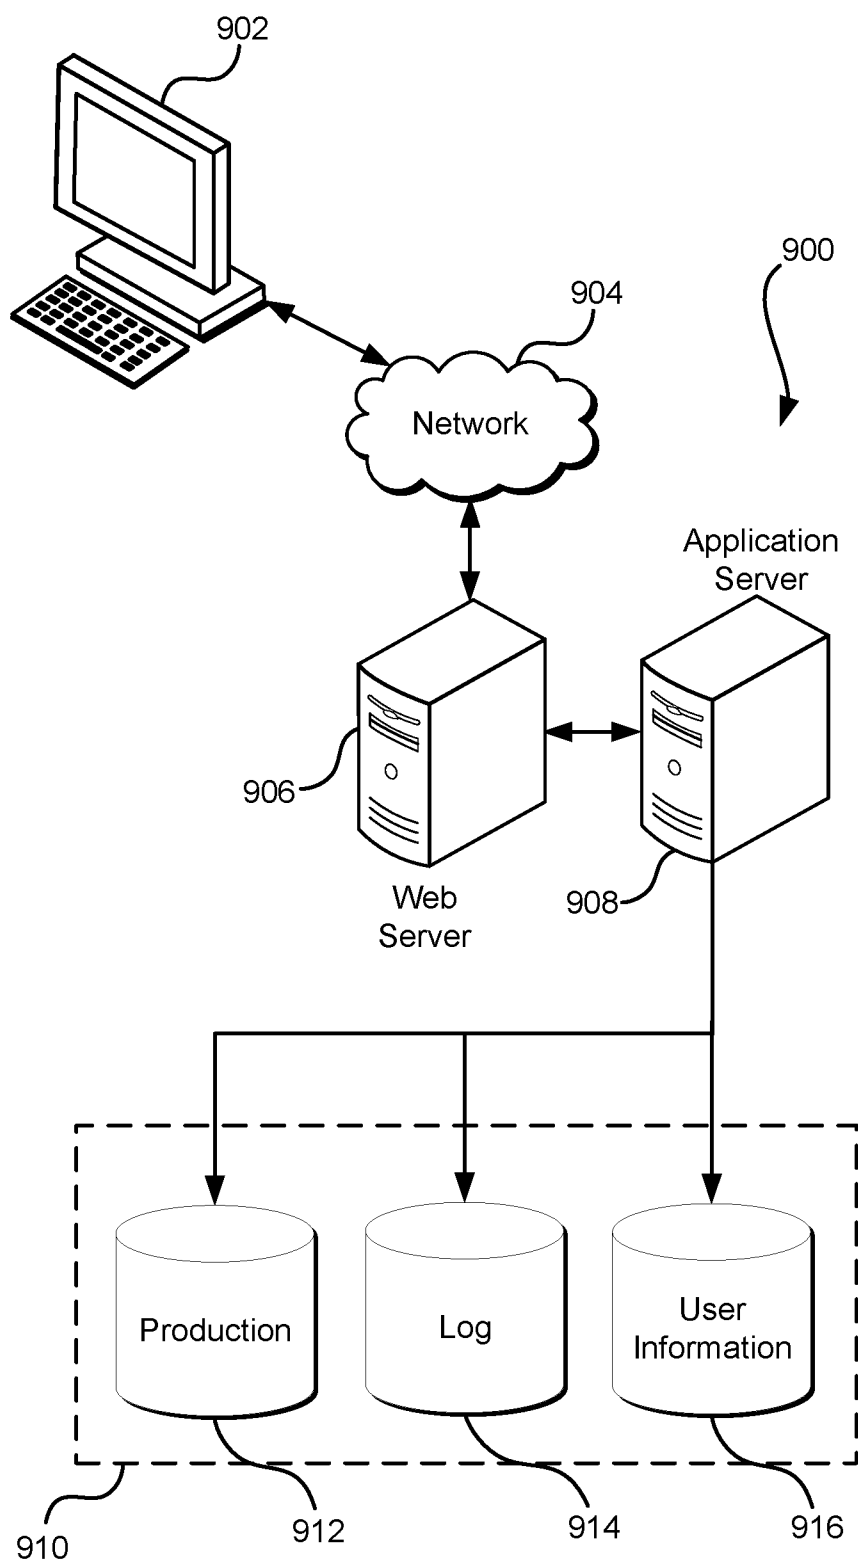 902
900
904
Network
Application
Server
906
Web
Server
908
Production
Log
User
Information
910
912
914
916